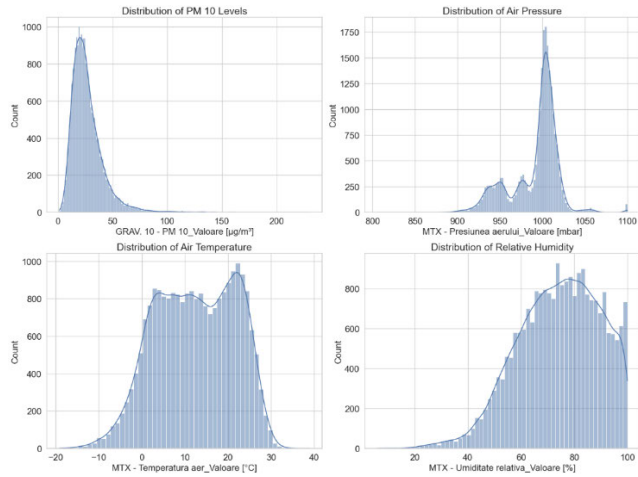 Distribution of PM 10 Levels
1000
800
600
400
200
0
Count
0 50 100 150 200
GRAV. 10 - PM 10_Valoare [µg/m³]
Distribution of Air Pressure
1750
1500
1250
1000
750
500
250
0
Count
800 850 900 950 1000 1050 1100
MTX - Presiunea aerului_Valoare [mbar]
Distribution of Air Temperature
1000
800
600
400
200
0
Count
−20 −10 0 10 20 30 40
MTX - Temperatura aer_Valoare [°C]
Distribution of Relative Humidity
800
600
400
200
0
Count
0 20 40 60 80 100
MTX - Umiditate relativa_Valoare [%]